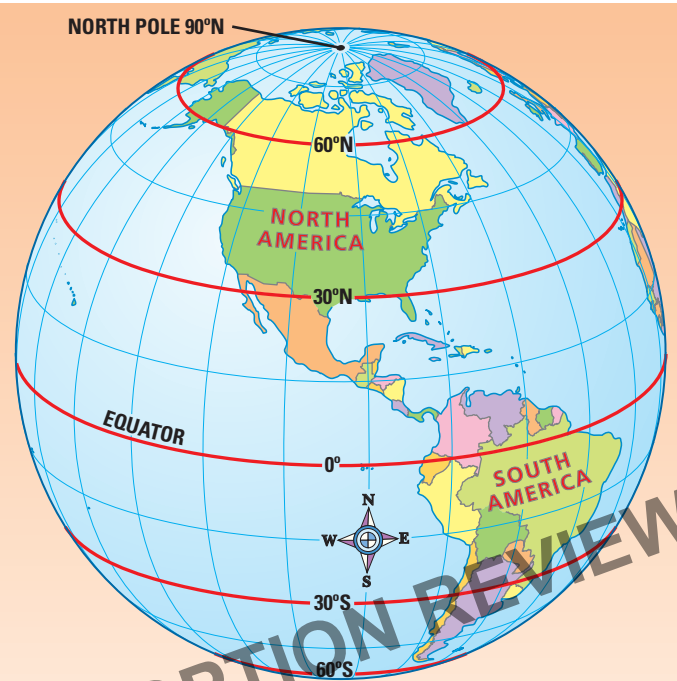 NORTH POLE 90ºN
60ºN
NORTH
AMERICA
30ºN
EQUATOR
0º
SOUTH
AMERICA
N
W
E
S
30ºS
PTION REVIEW
60ºS